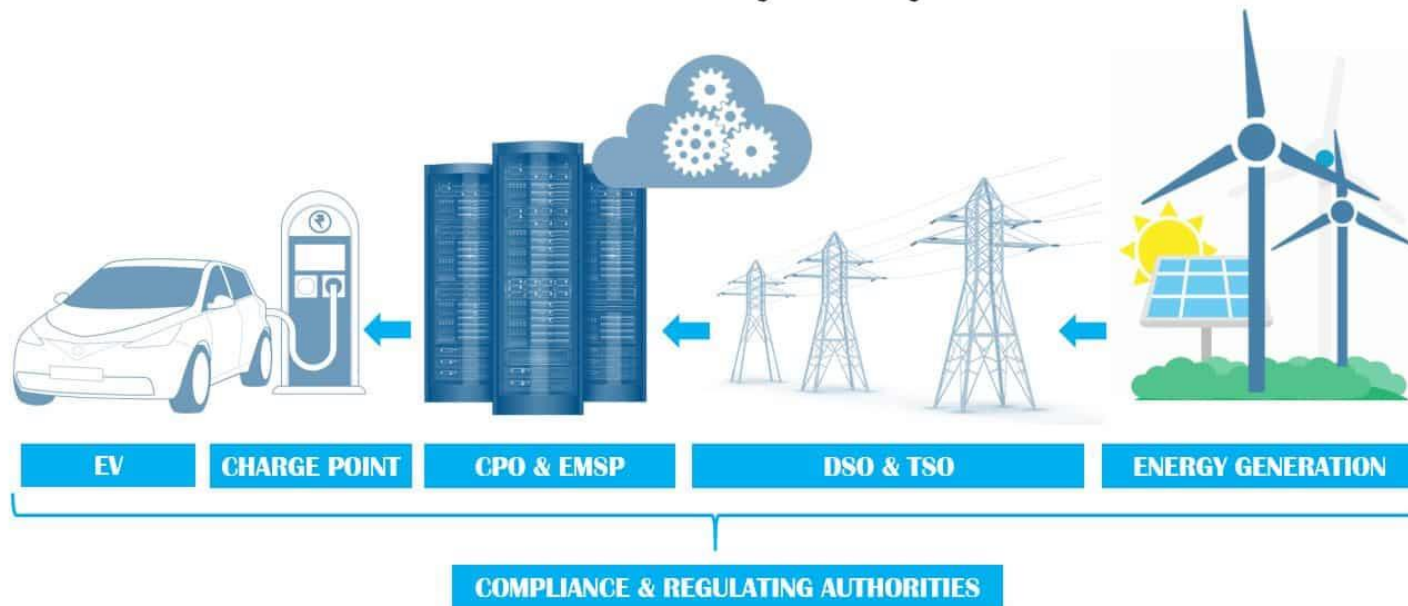 ₹
EV
CHARGE POINT
CPO & EMSP
DSO & TSO
ENERGY GENERATION
COMPLIANCE & REGULATING AUTHORITIES